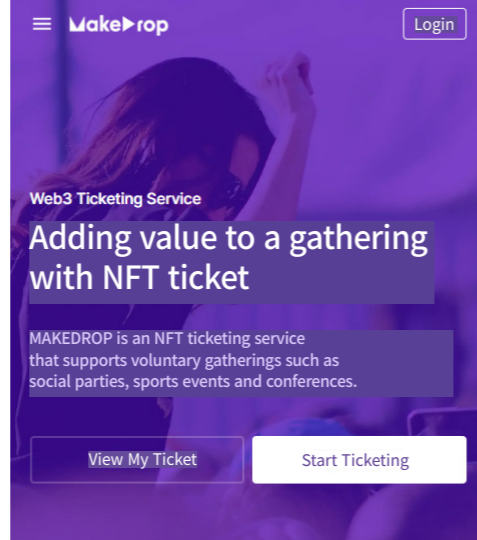 MakeDrop
Login
Web3 Ticketing Service
Adding value to a gathering
with NFT ticket
MAKEDROP is an NFT ticketing service
that supports voluntary gatherings such as
social parties, sports events and conferences.
View My Ticket
Start Ticketing